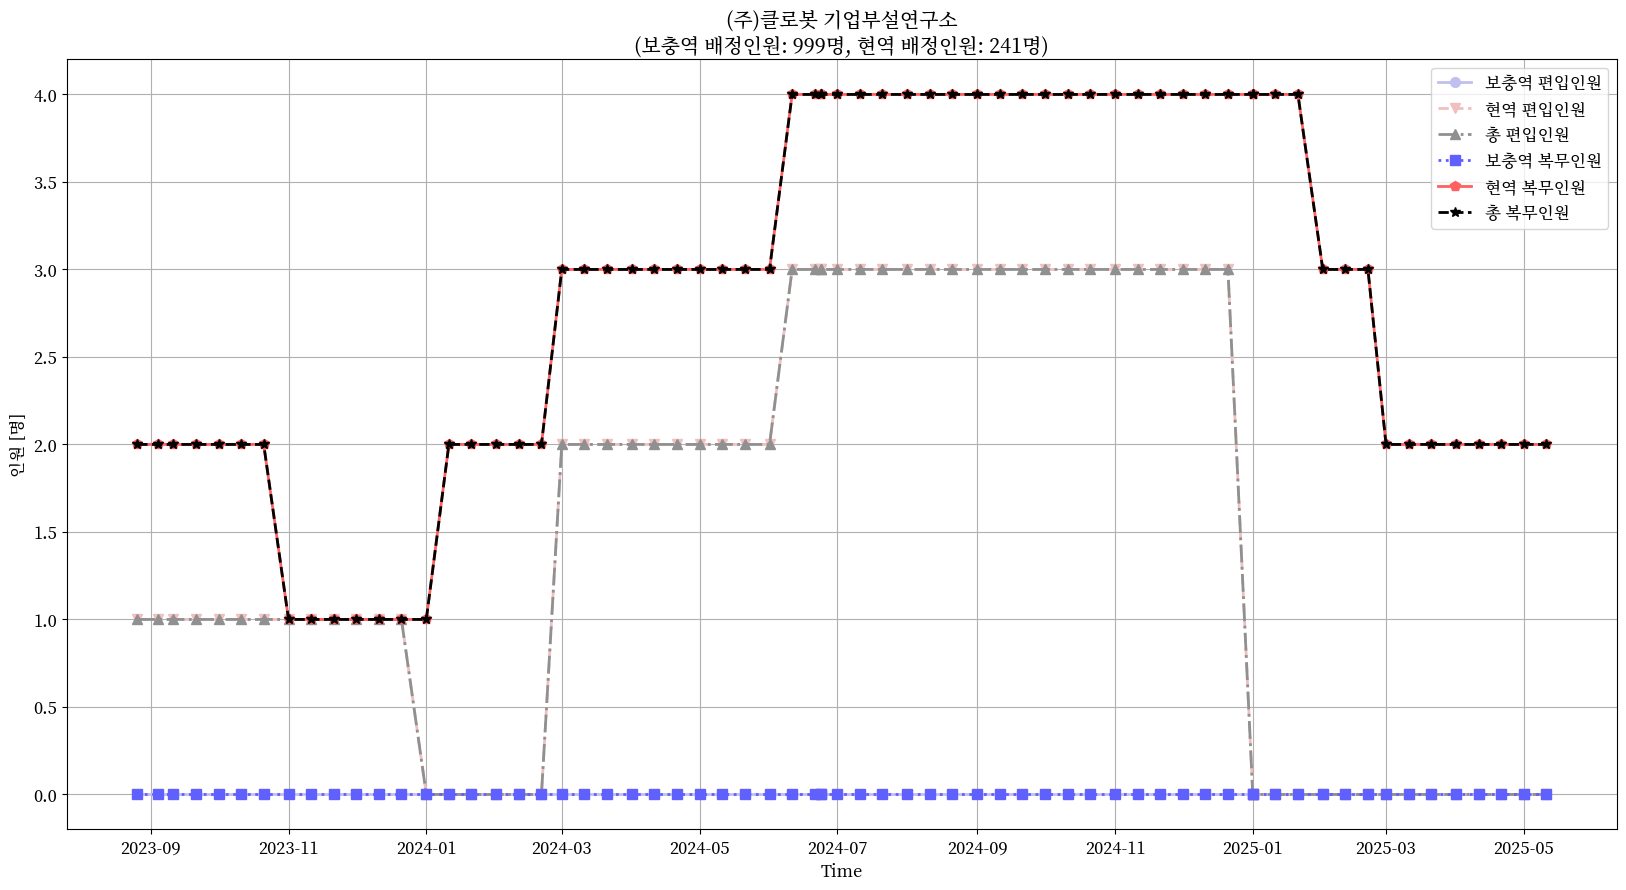 (주)클로봇 기업부설연구소
(보충역 배정인원: 999명, 현역 배정인원: 241명)
보충역 편입인원
현역 편입인원
총 편입인원
보충역 복무인원
현역 복무인원
총 복무인원
4.0
3.5
3.0
2.5
2.0
1.5
1.0
0.5
0.0
인원 [명]
2023-09 2023-11 2024-01 2024-03 2024-05 2024-07 2024-09 2024-11 2025-01 2025-03 2025-05
Time